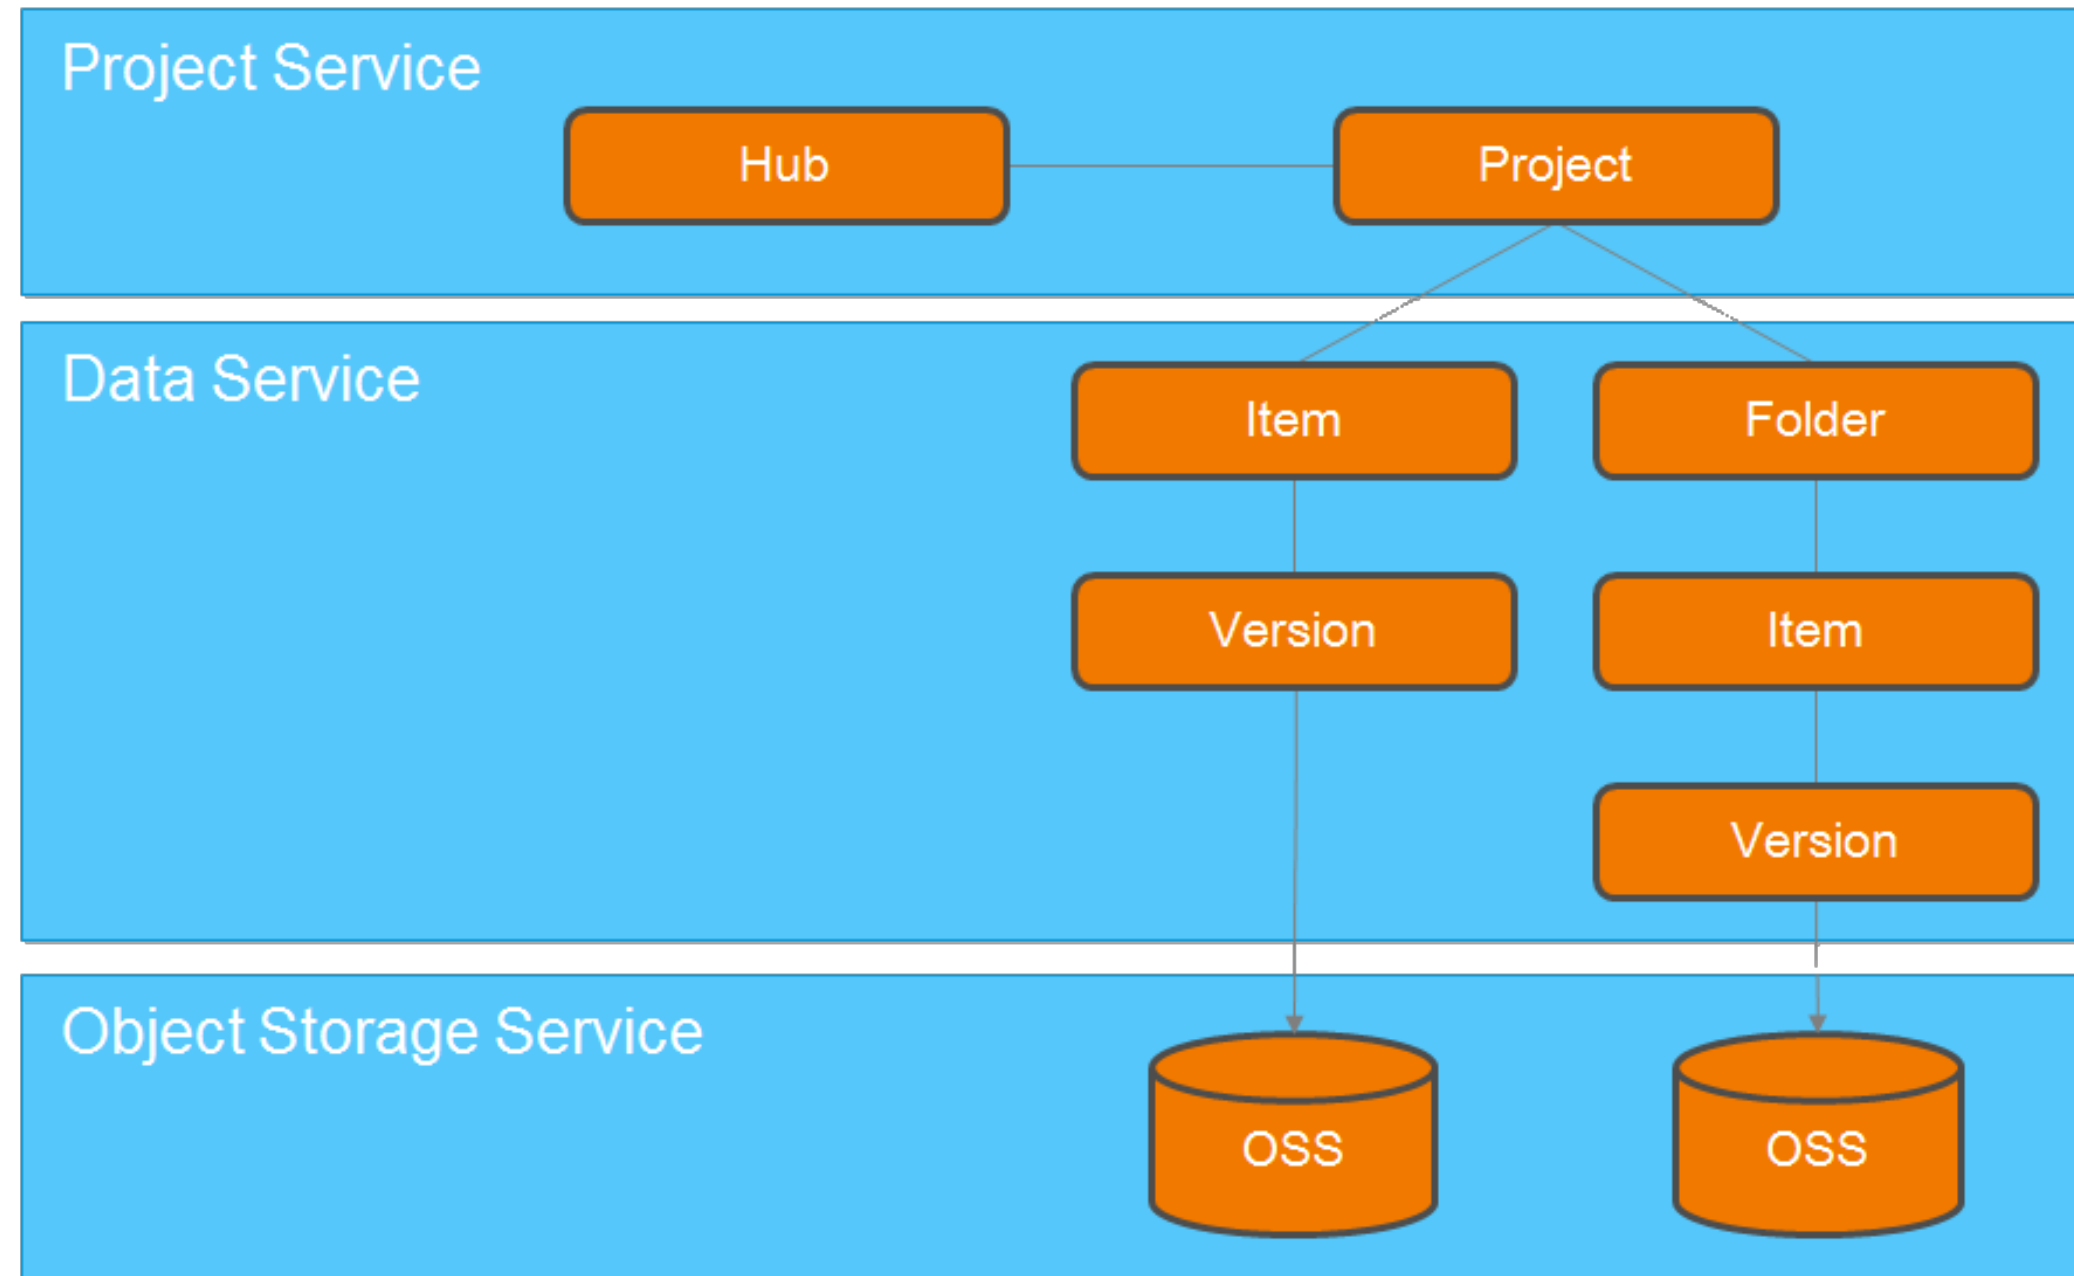 Project Service
Hub
Project
Data Service
Item
Folder
Version
Item
Version
Object Storage Service
OSS
OSS